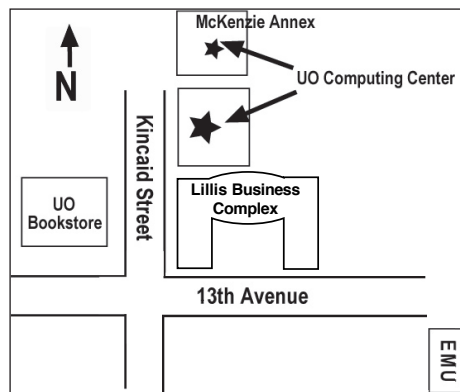 McKenzie Annex
UO Computing Center
N
Kincaid Street
Lillis Business
Complex
UO
Bookstore
13th Avenue
EMU